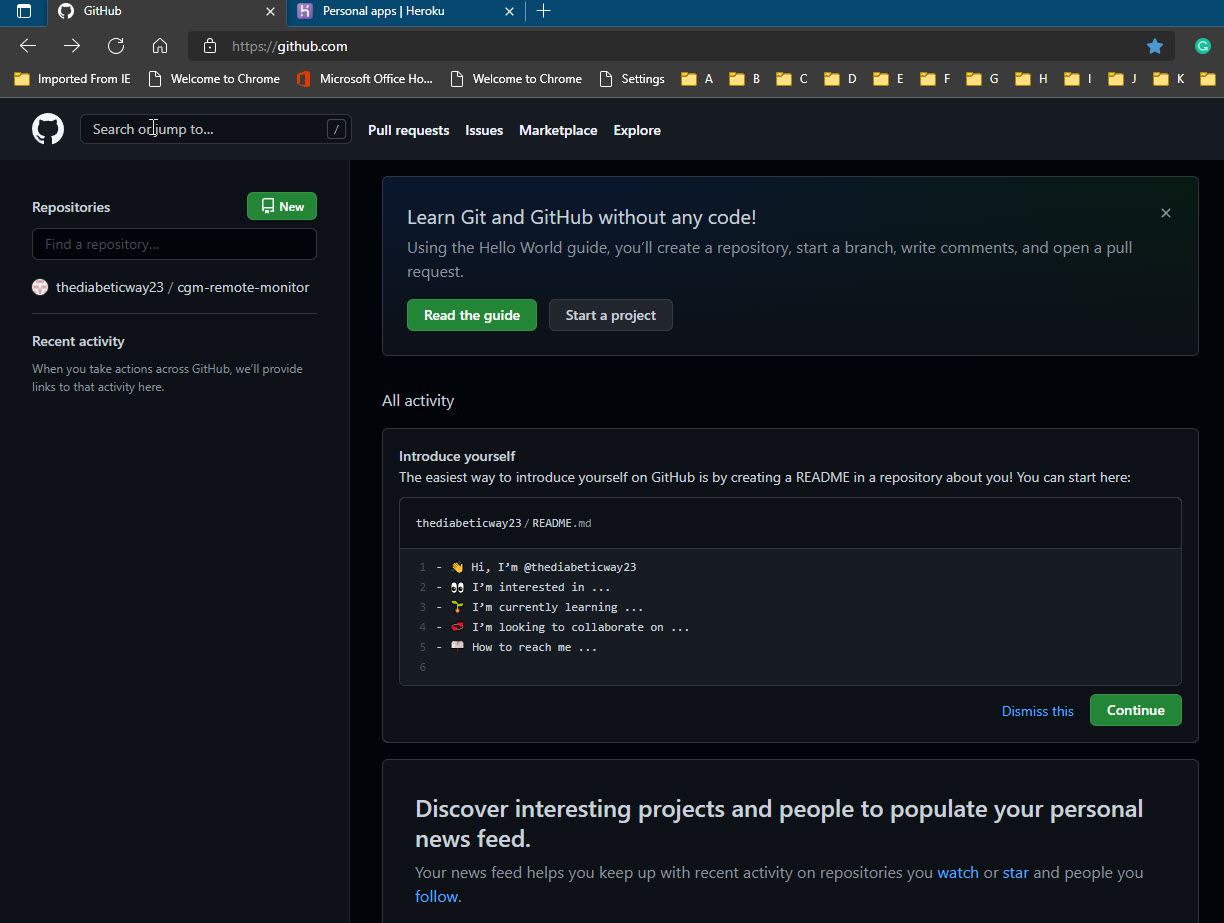 GitHub
Personal apps | Heroku
https://github.com
Imported From IE
Welcome to Chrome
Microsoft Office Ho...
Welcome to Chrome
Settings
A
B
C
D
E
F
G
H
I
J
K
Search or jump to...
/
Pull requests
Issues
Marketplace
Explore
Repositories
New
Find a repository...
thediabeticway23 / cgm-remote-monitor
Recent activity
When you take actions across GitHub, we’ll provide
links to that activity here.
Learn Git and GitHub without any code!
Using the Hello World guide, you’ll create a repository, start a branch, write comments, and open a pull
request.
Read the guide
Start a project
All activity
Introduce yourself
The easiest way to introduce yourself on GitHub is by creating a README in a repository about you! You can start here:
thediabeticway23 / README.md
1 - 👋 Hi, I’m @thediabeticway23
2 - 👀 I’m interested in ...
3 - 🌱 I’m currently learning ...
4 - 💞️ I’m looking to collaborate on ...
5 - 📖 How to reach me ...
6
Dismiss this
Continue
Discover interesting projects and people to populate your personal
news feed.
Your news feed helps you keep up with recent activity on repositories you watch or star and people you
follow.